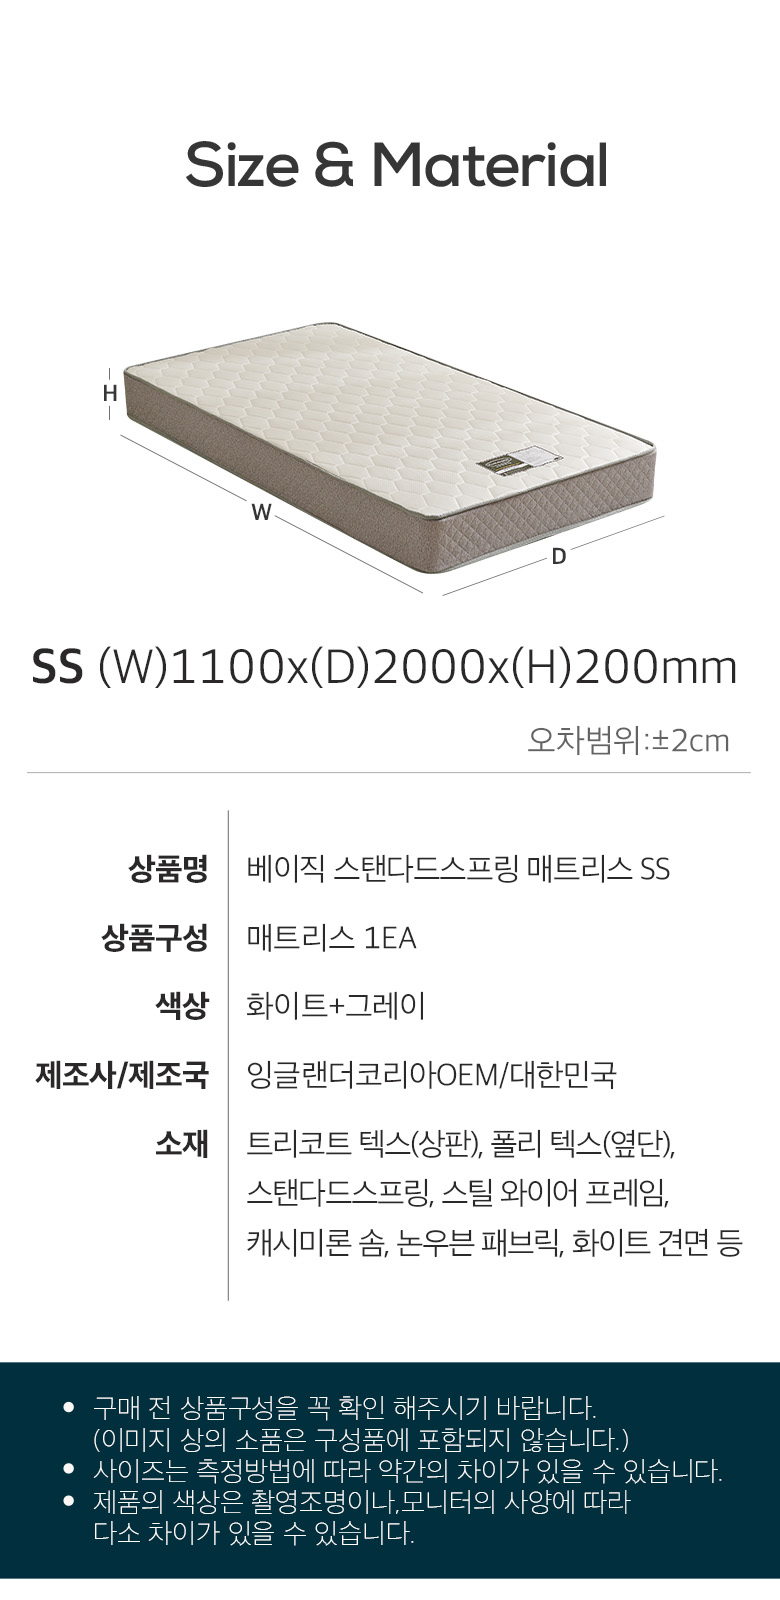 Size & Material
H
W
D
SS (W)1100x(D)2000x(H)200mm
오차범위:±2cm
상품명 베이직 스탠다드스프링 매트리스 SS
상품구성 매트리스 1EA
색상 화이트+그레이
제조사/제조국 잉글랜더코리아OEM/대한민국
소재 트리코트 텍스(상판), 폴리 텍스(옆단),
스탠다드스프링, 스틸 와이어 프레임,
캐시미론 솜, 논우븐 패브릭, 화이트 견면 등
• 구매 전 상품구성을 꼭 확인 해주시기 바랍니다.
(이미지 상의 소품은 구성품에 포함되지 않습니다.)
• 사이즈는 측정방법에 따라 약간의 차이가 있을 수 있습니다.
• 제품의 색상은 촬영조명이나,모니터의 사양에 따라
다소 차이가 있을 수 있습니다.